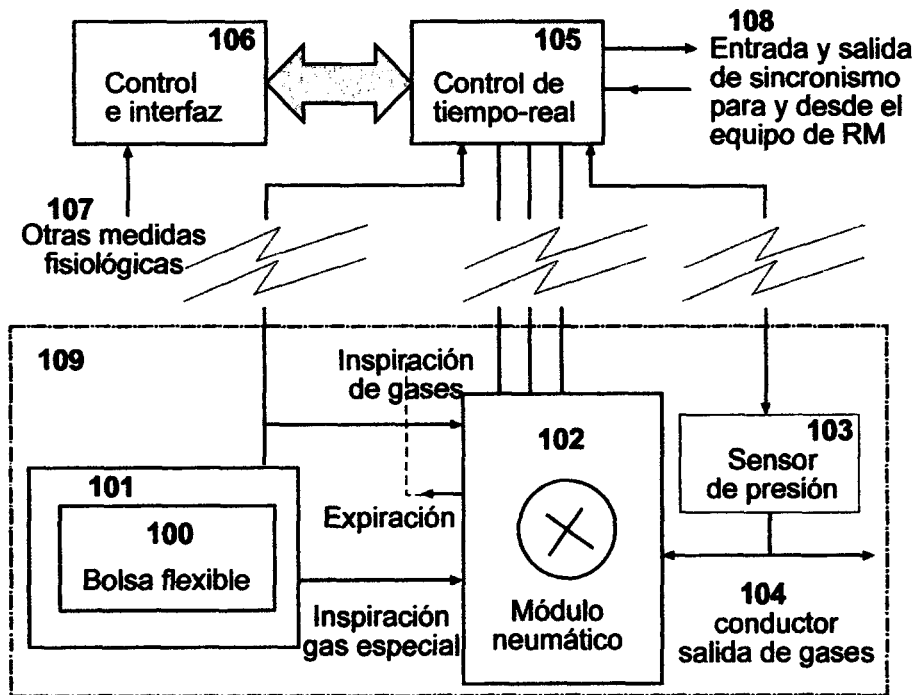 106
Control
e interfaz
105
Control de
tiempo-real
108
Entrada y salida
de sincronismo
para y desde el
equipo de RM
107
Otras medidas
fisiológicas
109
Inspiración
de gases
102
Módulo
neumático
103
Sensor
de presión
101
100
Bolsa flexible
Expiración
Inspiración
gas especial
104
conductor
salida de gases